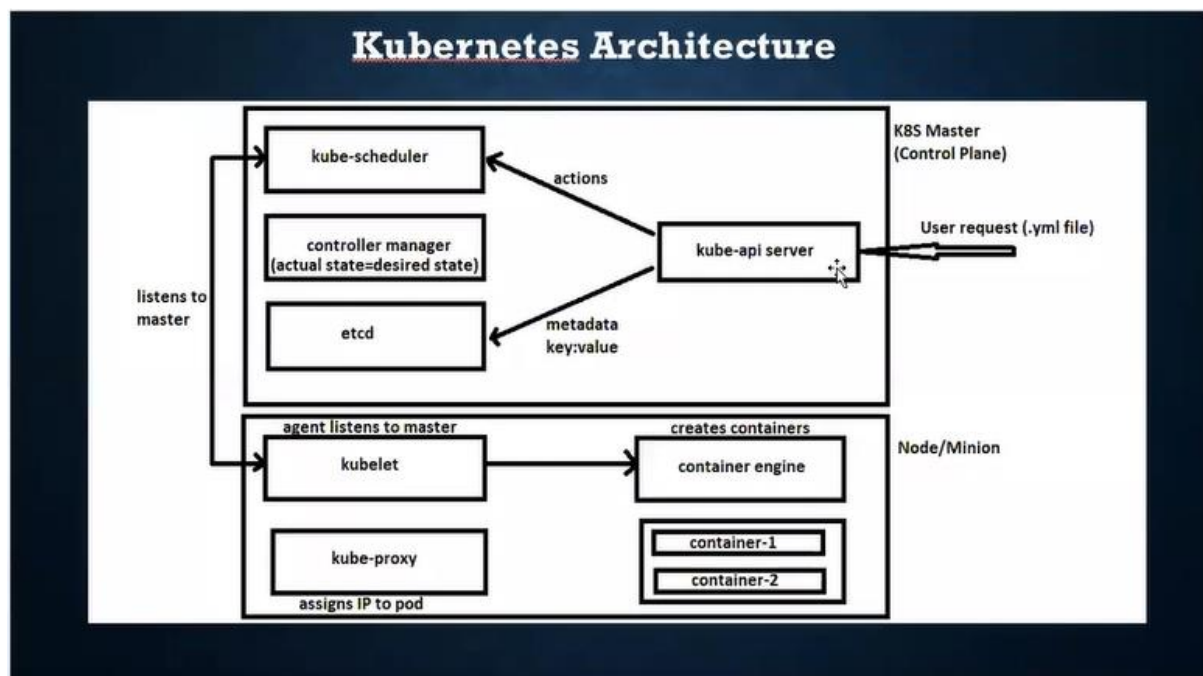 Kubernetes Architecture
K8S Master
(Control Plane)
kube-scheduler
actions
User request (.yml file)
kube-api server
controller manager
(actual state=desired state)
listens to
master
etcd
metadata
key:value
agent listens to master
creates containers
Node/Minion
kubelet
container engine
container-1
kube-proxy
container-2
assigns IP to pod